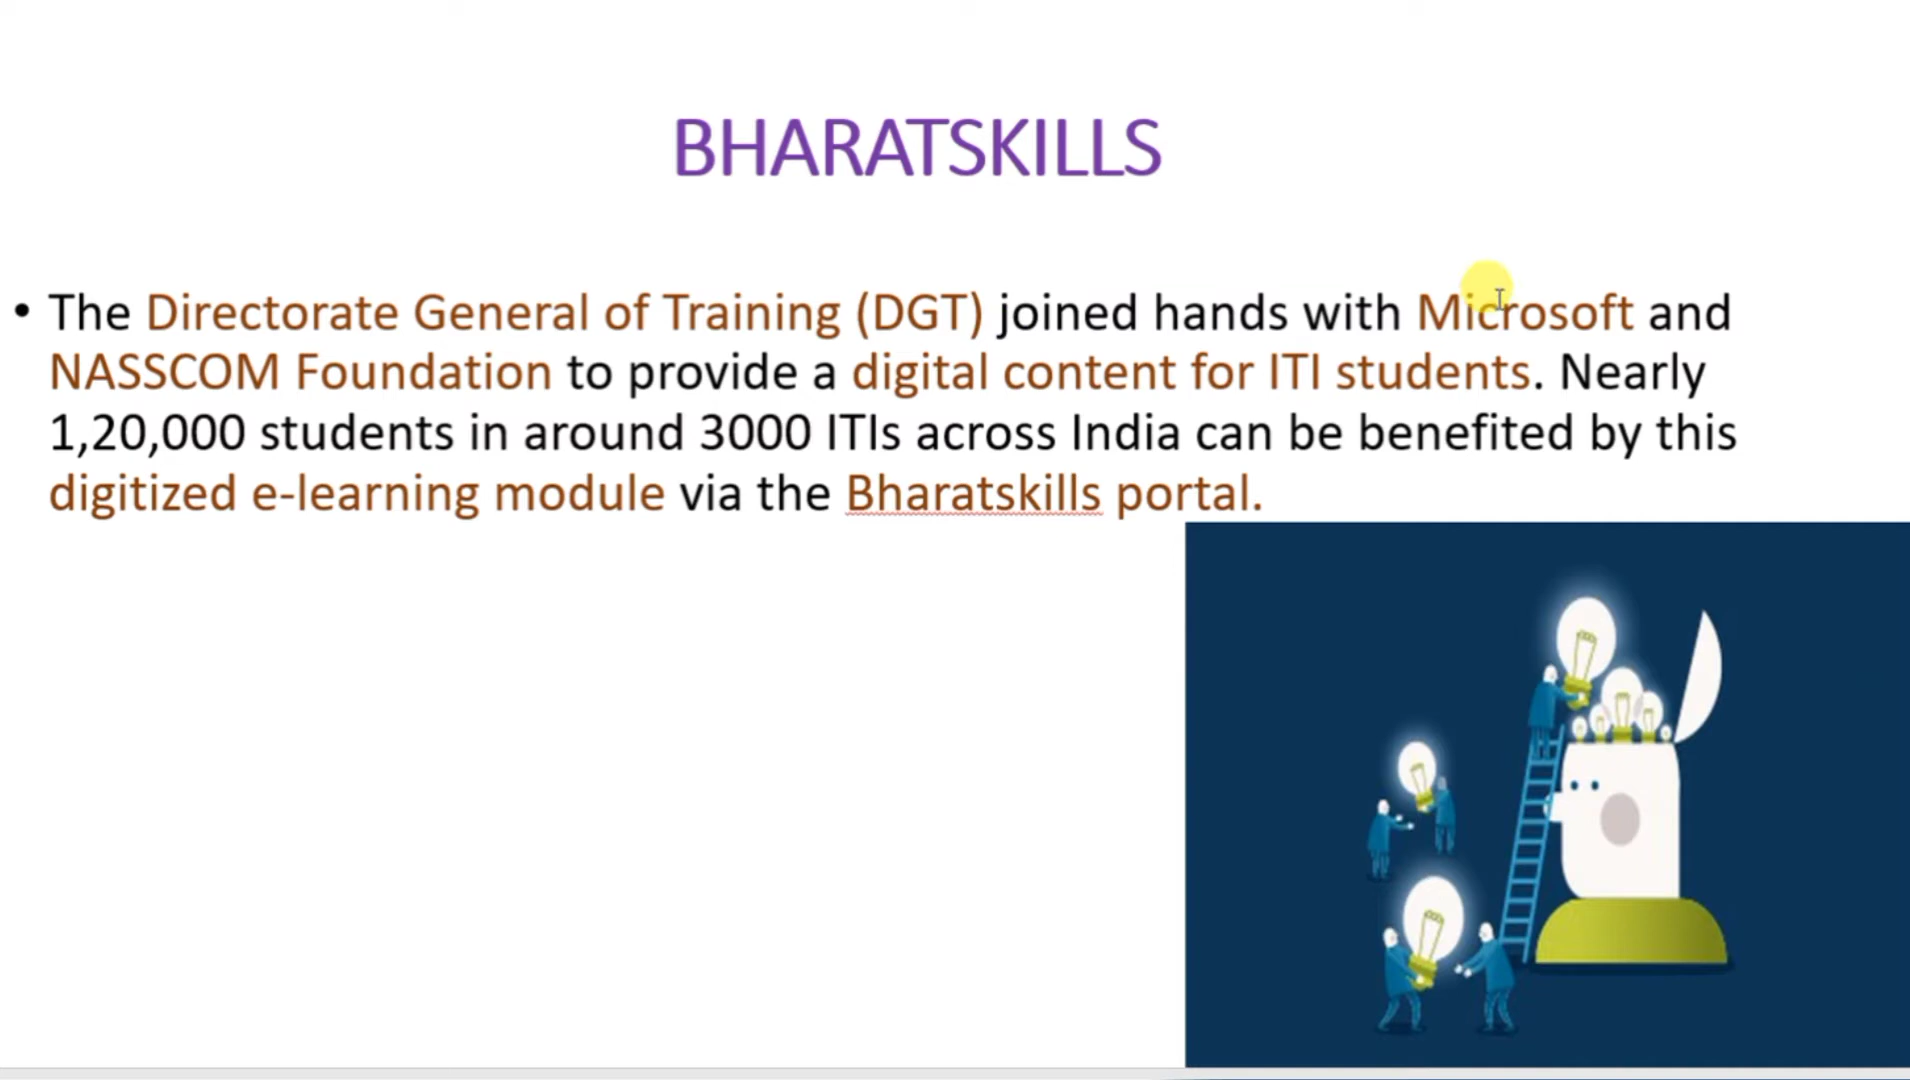 BHARATSKILLS
• The Directorate General of Training (DGT) joined hands with Microsoft and
NASSCOM Foundation to provide a digital content for ITI students. Nearly
1,20,000 students in around 3000 ITIs across India can be benefited by this
digitized e-learning module via the Bharatskills portal.